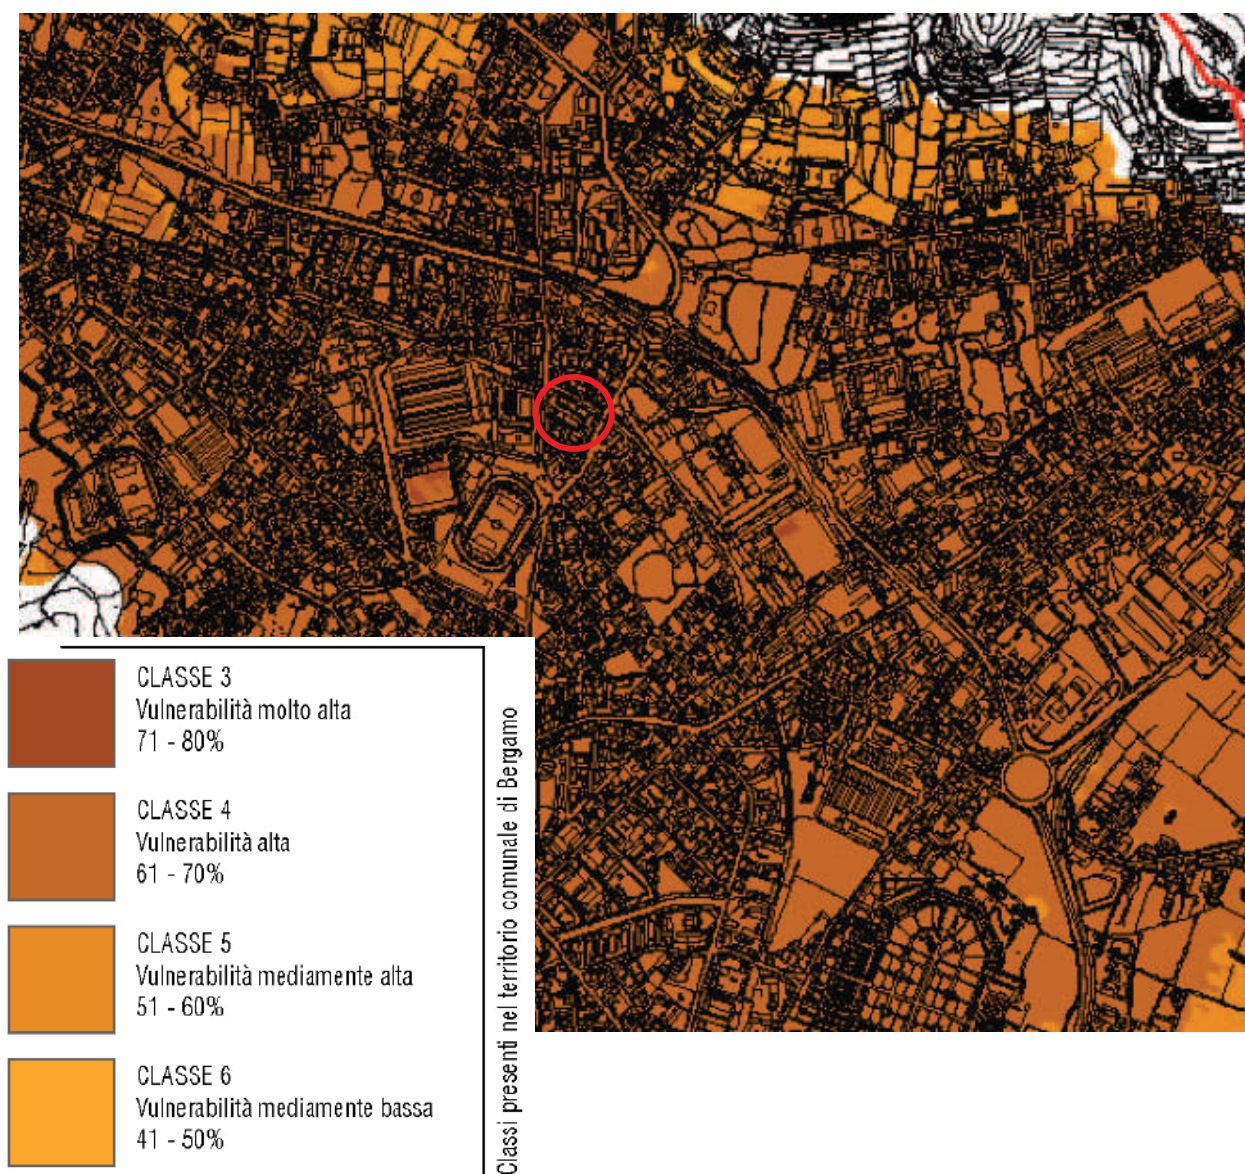 CLASSE 3
Vulnerabilità molto alta
71 - 80%
CLASSE 4
Vulnerabilità alta
61 - 70%
CLASSE 5
Vulnerabilità mediamente alta
51 - 60%
CLASSE 6
Vulnerabilità mediamente bassa
41 - 50%
Classi presenti nel territorio comunale di Bergamo